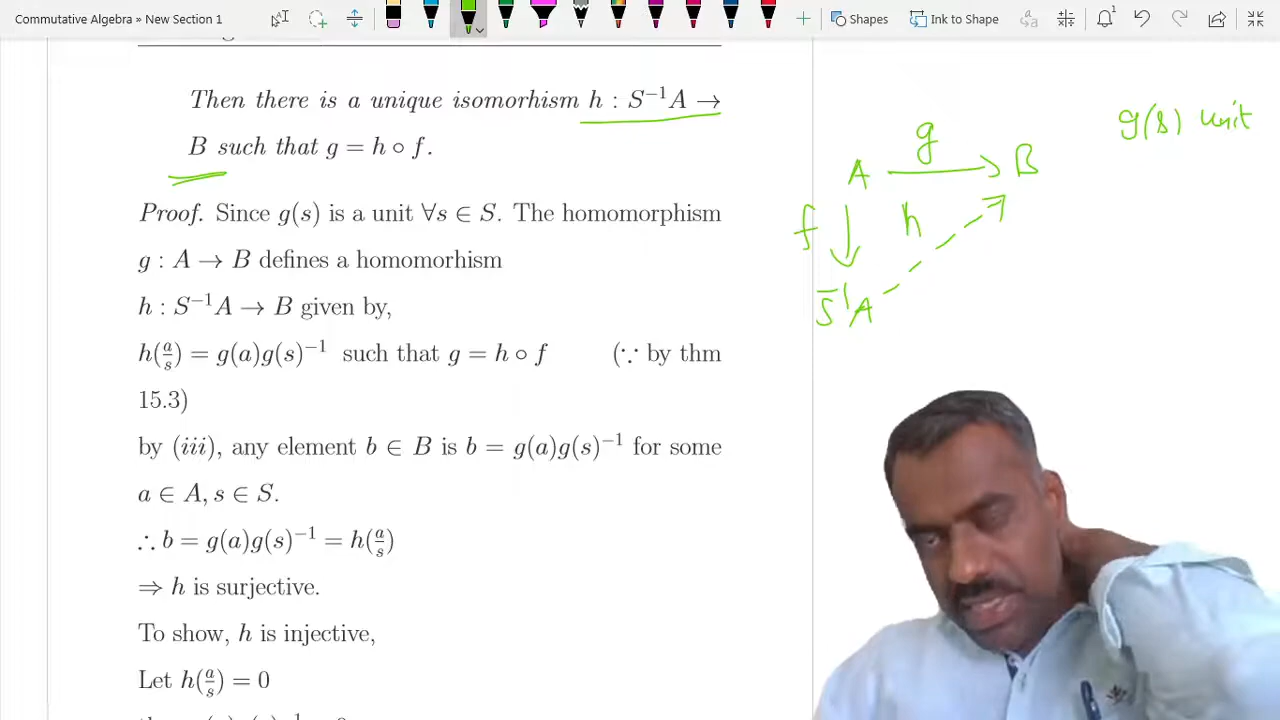 Commutative Algebra » New Section 1
Shapes
Ink to Shape
Then there is a unique isomorhism h : S⁻¹A →
B such that g = h ∘ f.
Proof. Since g(s) is a unit ∀s ∈ S. The homomorphism
g : A → B defines a homomorhism
h : S⁻¹A → B given by,
h(a/s) = g(a)g(s)⁻¹ such that g = h ∘ f (∵ by thm
15.3)
by (iii), any element b ∈ B is b = g(a)g(s)⁻¹ for some
a ∈ A, s ∈ S.
∴ b = g(a)g(s)⁻¹ = h(a/s)
⇒ h is surjective.
To show, h is injective,
Let h(a/s) = 0
g(s) unit
g
A → B
f h
S⁻¹A